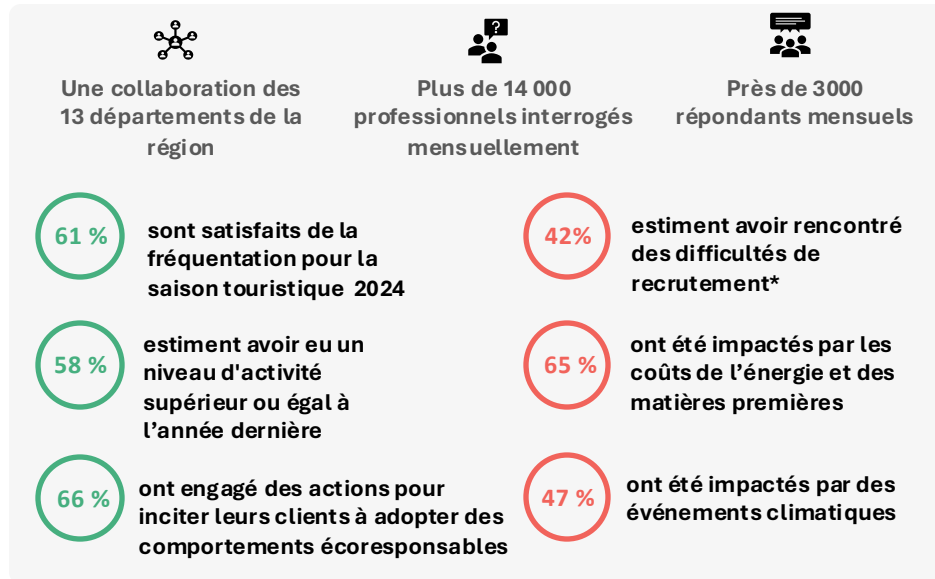 Une collaboration des
13 départements de la
région
Plus de 14 000
professionnels interrogés
mensuellement
Près de 3000
répondants mensuels
61 %
sont satisfaits de la
fréquentation pour la
saison touristique 2024
42%
estiment avoir rencontré
des difficultés de
recrutement*
58 %
estiment avoir eu un
niveau d'activité
supérieur ou égal à
l’année dernière
65 %
ont été impactés par les
coûts de l’énergie et des
matières premières
66 %
ont engagé des actions pour
inciter leurs clients à adopter des
comportements écoresponsables
47 %
ont été impactés par des
événements climatiques